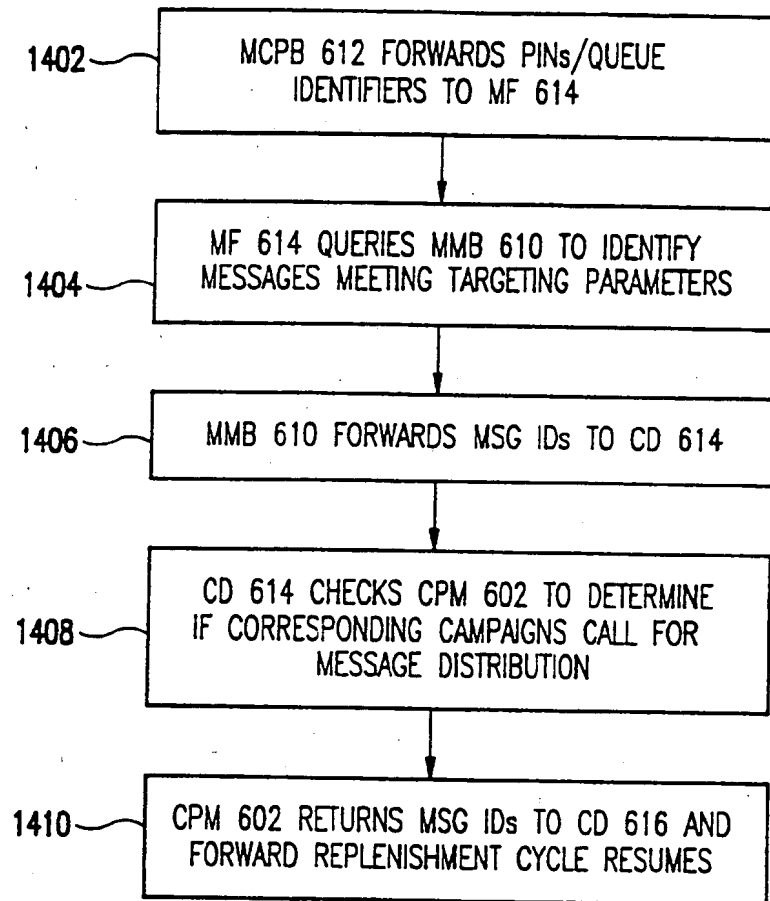 1402
MCPB 612 FORWARDS PINs/QUEUE
IDENTIFIERS TO MF 614
1404
MF 614 QUERIES MMB 610 TO IDENTIFY
MESSAGES MEETING TARGETING PARAMETERS
1406
MMB 610 FORWARDS MSG IDs TO CD 614
1408
CD 614 CHECKS CPM 602 TO DETERMINE
IF CORRESPONDING CAMPAIGNS CALL FOR
MESSAGE DISTRIBUTION
1410
CPM 602 RETURNS MSG IDs TO CD 616 AND
FORWARD REPLENISHMENT CYCLE RESUMES